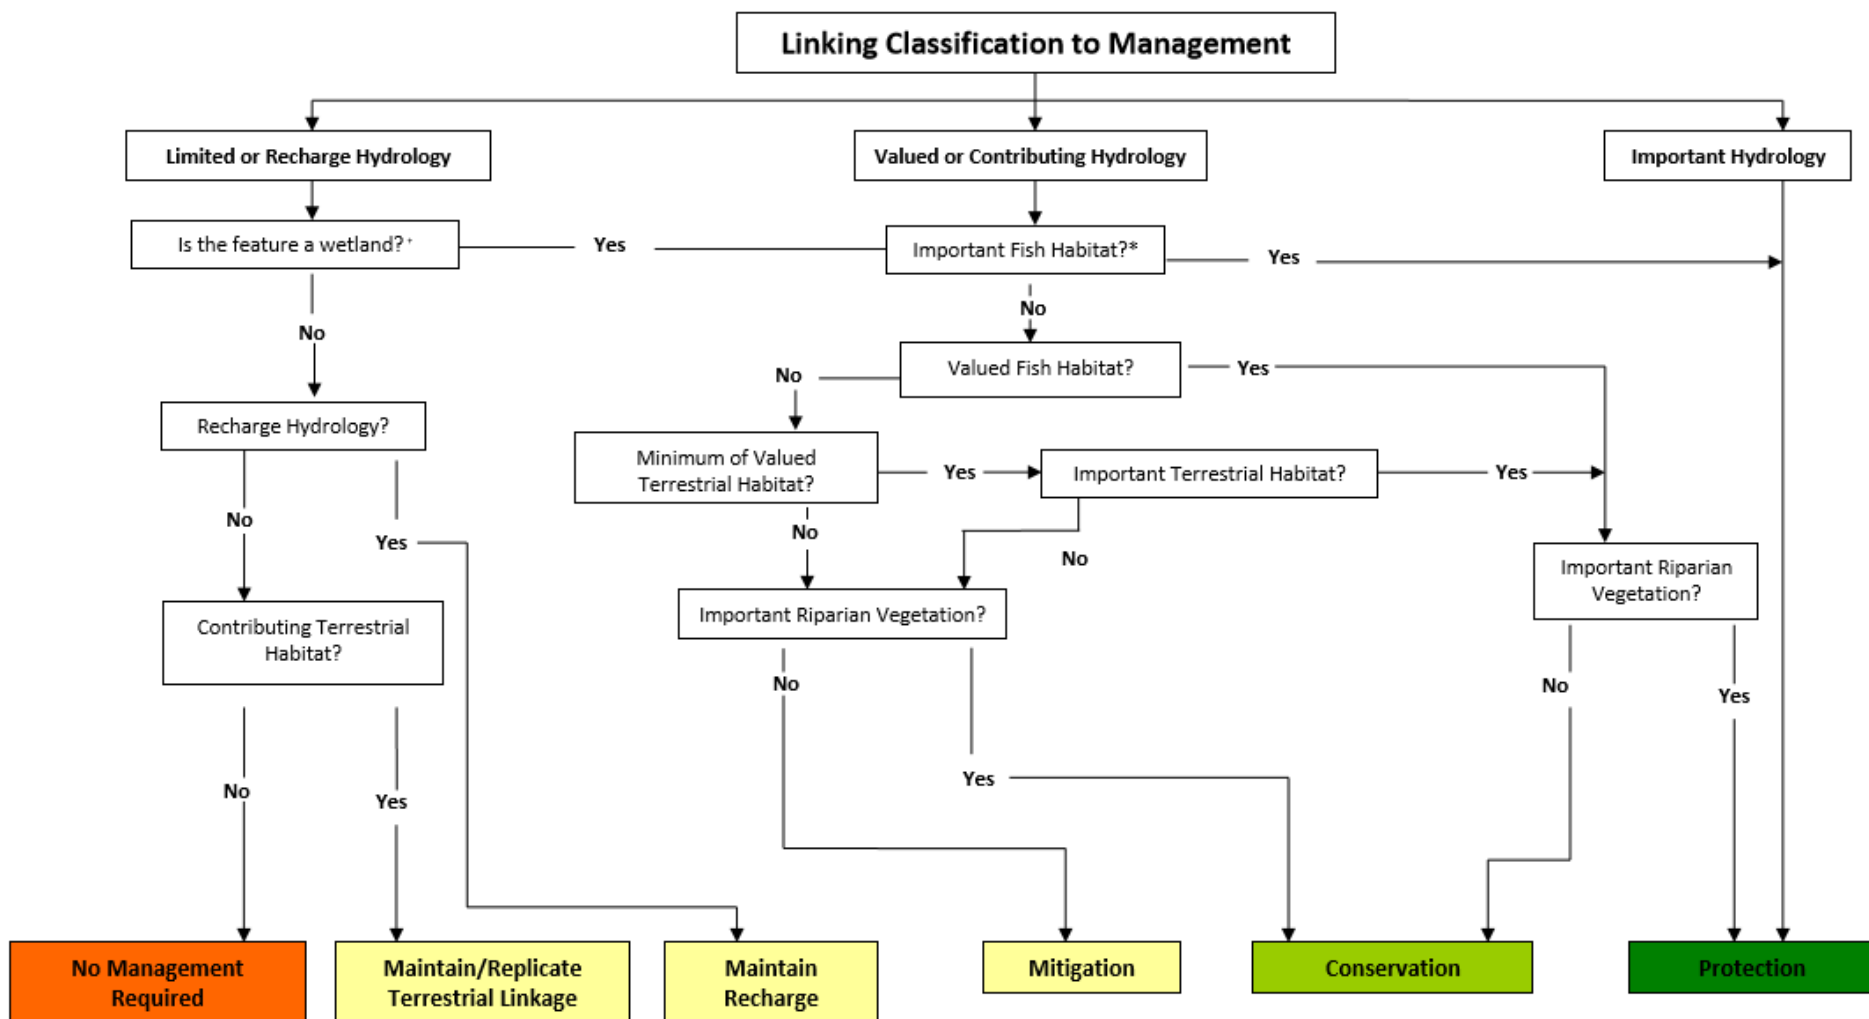 Linking Classification to Management
Limited or Recharge Hydrology
Valued or Contributing Hydrology
Important Hydrology
Is the feature a wetland? +
Yes
Important Fish Habitat?*
Yes
No
No
Valued Fish Habitat?
Yes
No
Recharge Hydrology?
Minimum of Valued
Terrestrial Habitat?
Yes
Important Terrestrial Habitat?
Yes
No
Yes
No
No
Important Riparian
Vegetation?
Contributing Terrestrial
Habitat?
Important Riparian Vegetation?
No
No
Yes
Yes
No
Yes
No Management
Required
Maintain/Replicate
Terrestrial Linkage
Maintain
Recharge
Mitigation
Conservation
Protection